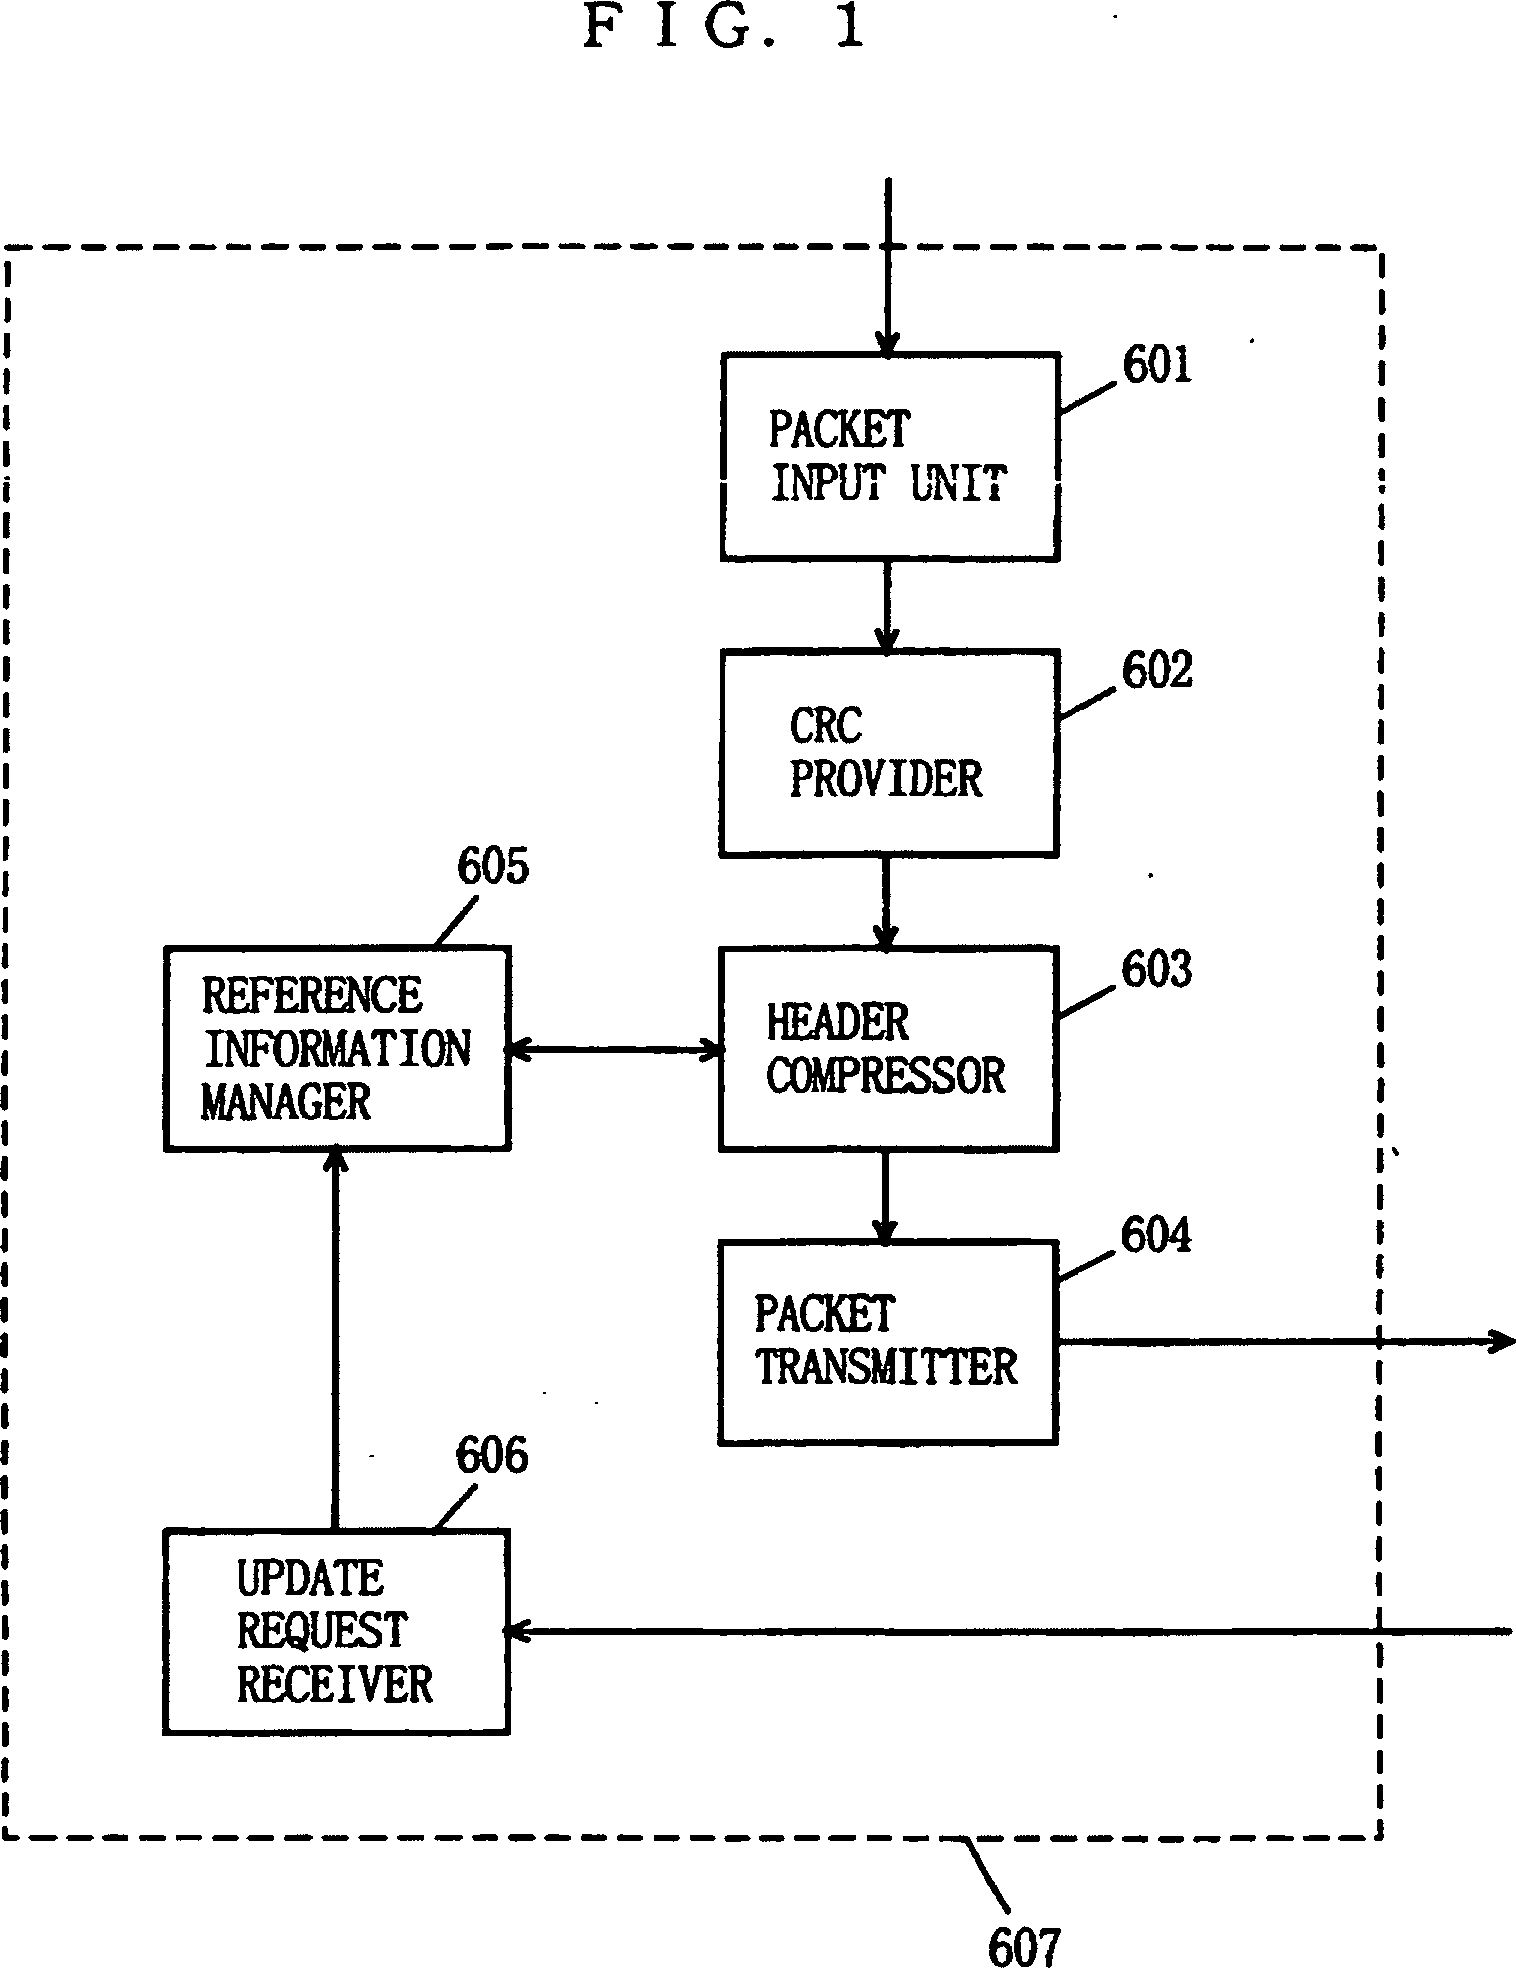 FIG. 1
601
PACKET
INPUT UNIT
602
CRC
PROVIDER
605
REFERENCE
INFORMATION
MANAGER
603
HEADER
COMPRESSOR
604
PACKET
TRANSMITTER
606
UPDATE
REQUEST
RECEIVER
607